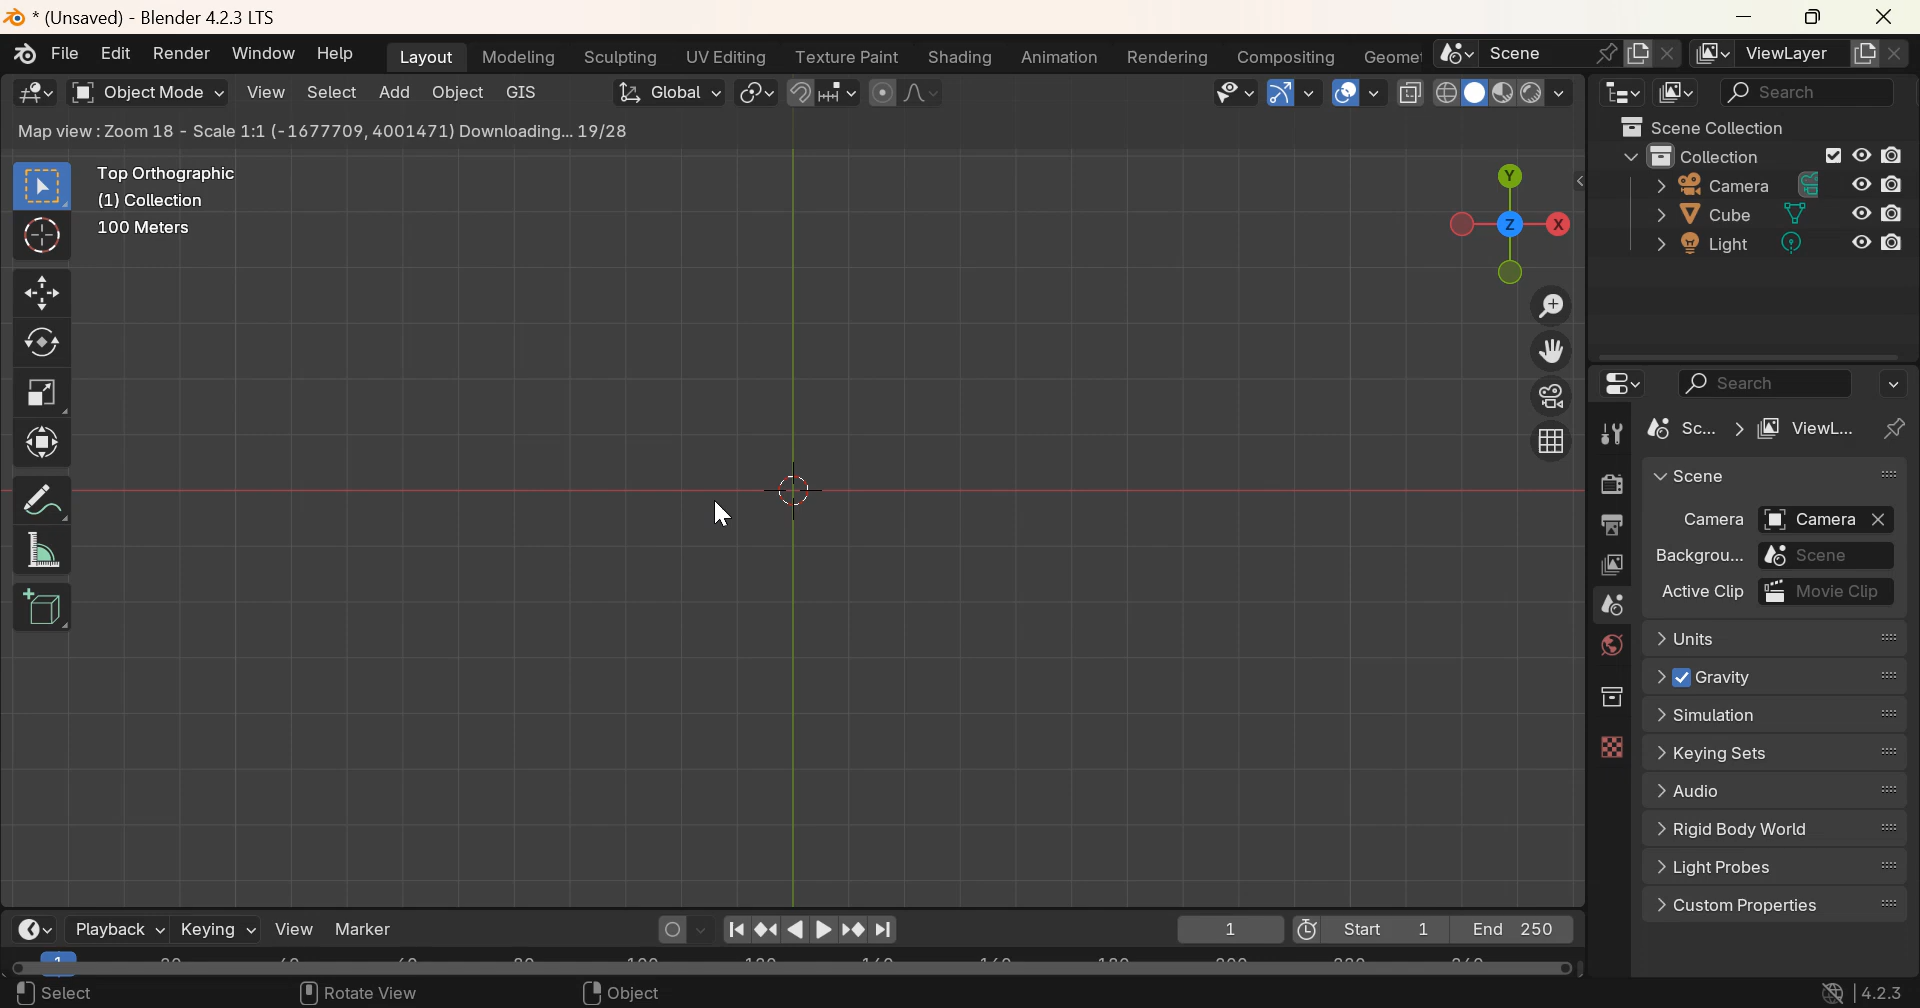 * (Unsaved) - Blender 4.2.3 LTS
File Edit Render Window Help Layout Modeling Sculpting UV Editing Texture Paint Shading Animation Rendering Compositing Geomet Scene ViewLayer
Object Mode View Select Add Object GIS Global Search
Map view : Zoom 18 - Scale 1:1 (-1677709, 4001471) Downloading... 19/28
Top Orthographic
(1) Collection
100 Meters
Y
Z X
Scene Collection
Collection
Camera
Cube
Light
Search
Sc... ViewL...
Scene
Camera Camera
Backgrou... Scene
Active Clip Movie Clip
Units
Gravity
Simulation
Keying Sets
Audio
Rigid Body World
Light Probes
Custom Properties
Playback Keying View Marker 1 Start 1 End 250
1
Select Rotate View Object 4.2.3